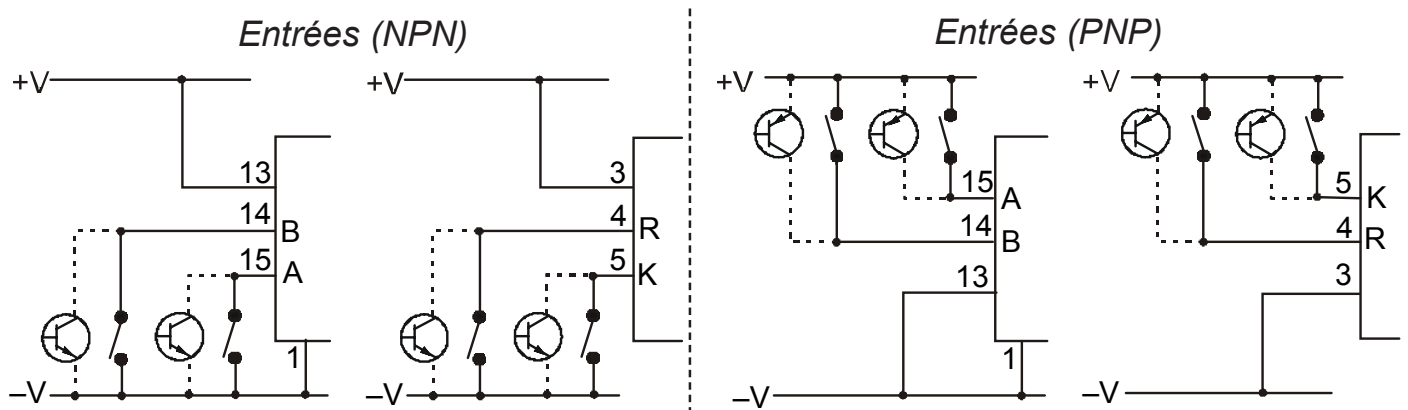 Entrées (NPN)
Entrées (PNP)
+V
13
14 B
15 A
1
–V
+V
3
4 R
5 K
+V
15 A
14 B
13
1
–V
+V
5 K
4 R
3
–V